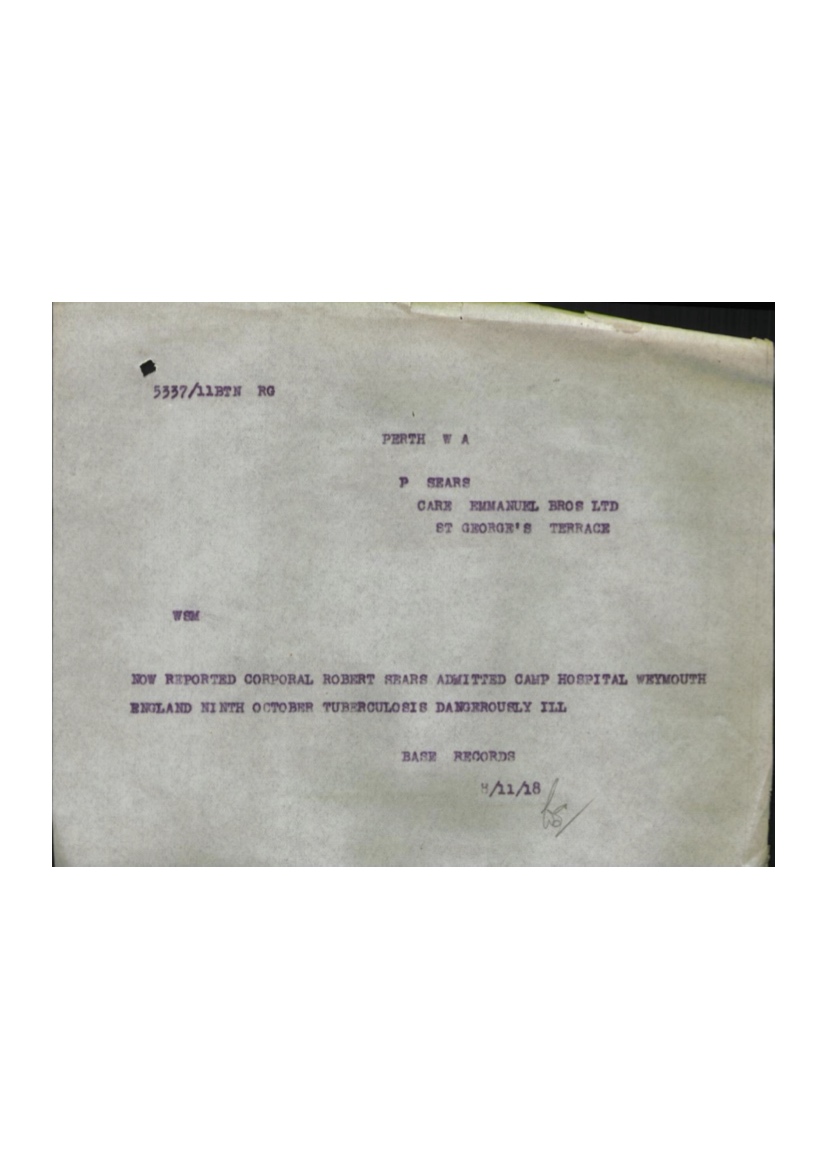 5337/11BTN RG
PERTH W A
P SEARS
CARE EMMANUEL BROS LTD
ST GEORGE'S TERRACE
WSM
NOW REPORTED CORPORAL ROBERT SEARS ADMITTED CAMP HOSPITAL WEYMOUTH
ENGLAND NINTH OCTOBER TUBERCULOSIS DANGEROUSLY ILL
BASE RECORDS
/11/18